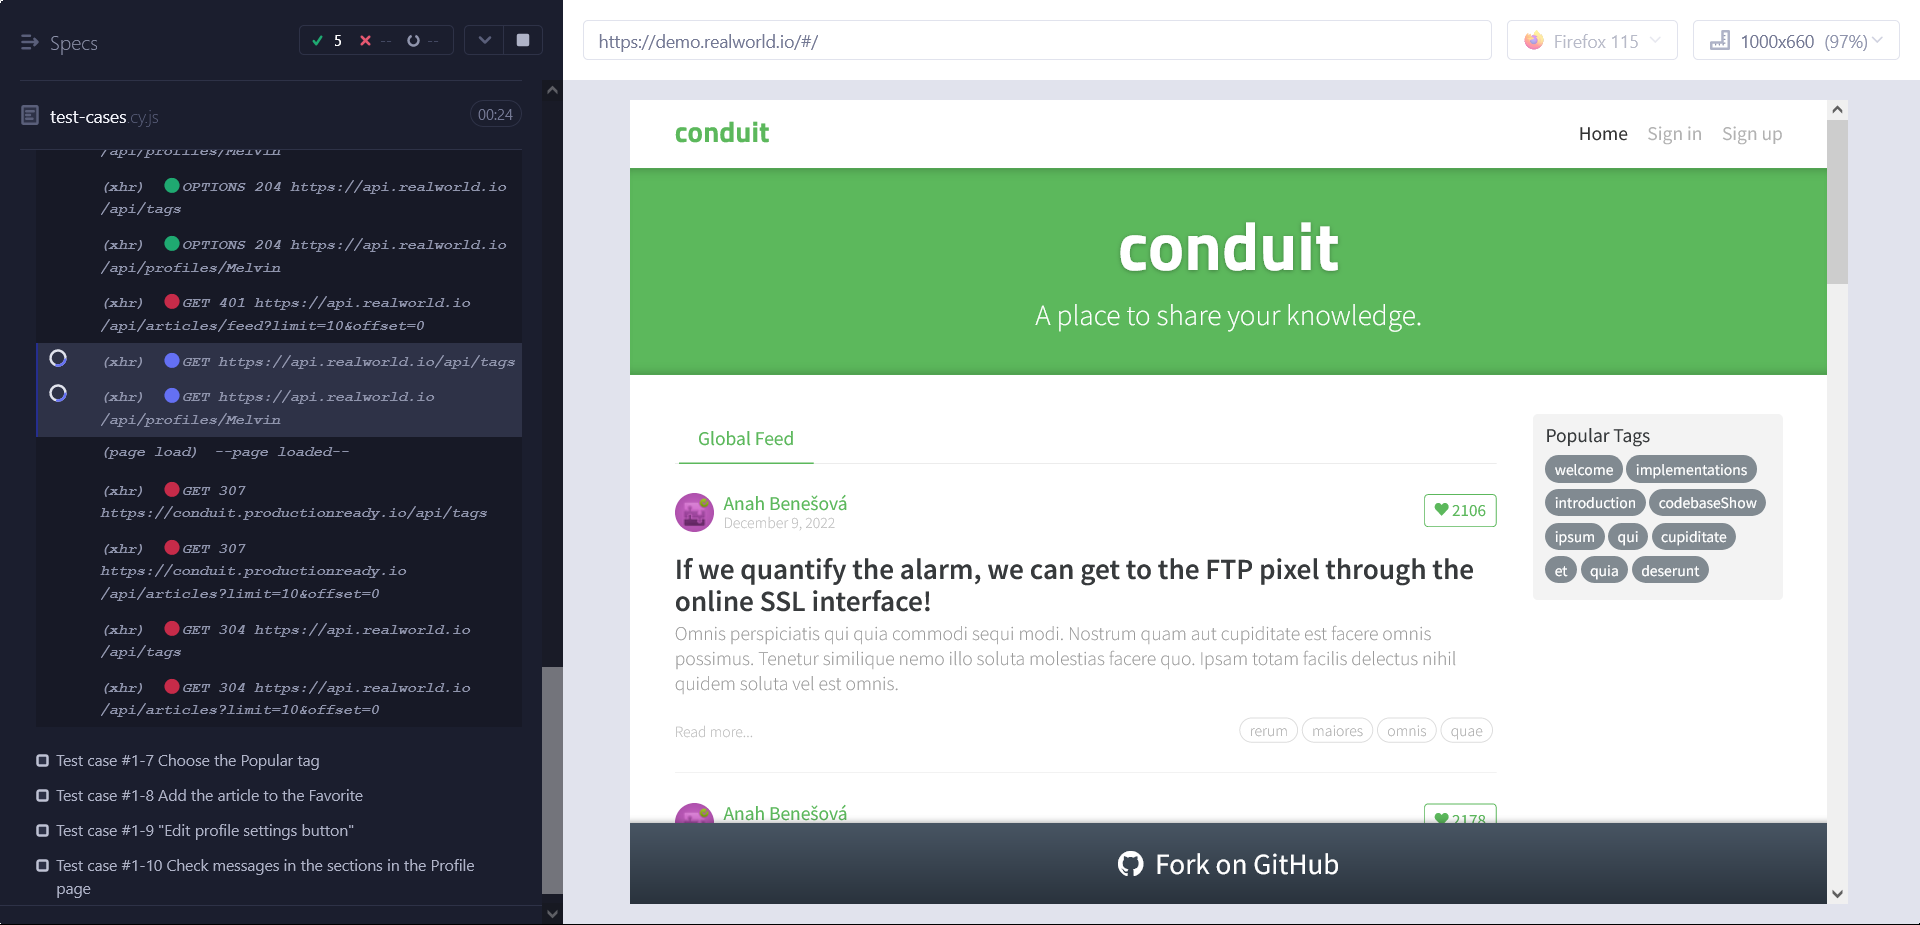 Specs
5 -- --
test-cases.cy.js
00:24
/api/profiles/Melvin
(xhr) OPTIONS 204 https://api.realworld.io
/api/tags
(xhr) OPTIONS 204 https://api.realworld.io
/api/profiles/Melvin
(xhr) GET 401 https://api.realworld.io
/api/articles/feed?limit=10&offset=0
(xhr) GET https://api.realworld.io/api/tags
(xhr) GET https://api.realworld.io
/api/profiles/Melvin
(page load) --page loaded--
(xhr) GET 307
https://conduit.productionready.io/api/tags
(xhr) GET 307
https://conduit.productionready.io
/api/articles?limit=10&offset=0
(xhr) GET 304 https://api.realworld.io
/api/tags
(xhr) GET 304 https://api.realworld.io
/api/articles?limit=10&offset=0
Test case #1-7 Choose the Popular tag
Test case #1-8 Add the article to the Favorite
Test case #1-9 "Edit profile settings button"
Test case #1-10 Check messages in the sections in the Profile
page
https://demo.realworld.io/#/
Firefox 115
1000x660 (97%)
conduit
Home Sign in Sign up
conduit
A place to share your knowledge.
Global Feed
Anah Benešová
December 9, 2022
2106
If we quantify the alarm, we can get to the FTP pixel through the
online SSL interface!
Omnis perspiciatis qui quia commodi sequi modi. Nostrum quam aut cupiditate est facere omnis
possimus. Tenetur similique nemo illo soluta molestias facere quo. Ipsam totam facilis delectus nihil
quidem soluta vel est omnis.
Read more...
rerum maiores omnis quae
Anah Benešová
2178
Popular Tags
welcome implementations
introduction codebaseShow
ipsum qui cupiditate
et quia deserunt
Fork on GitHub